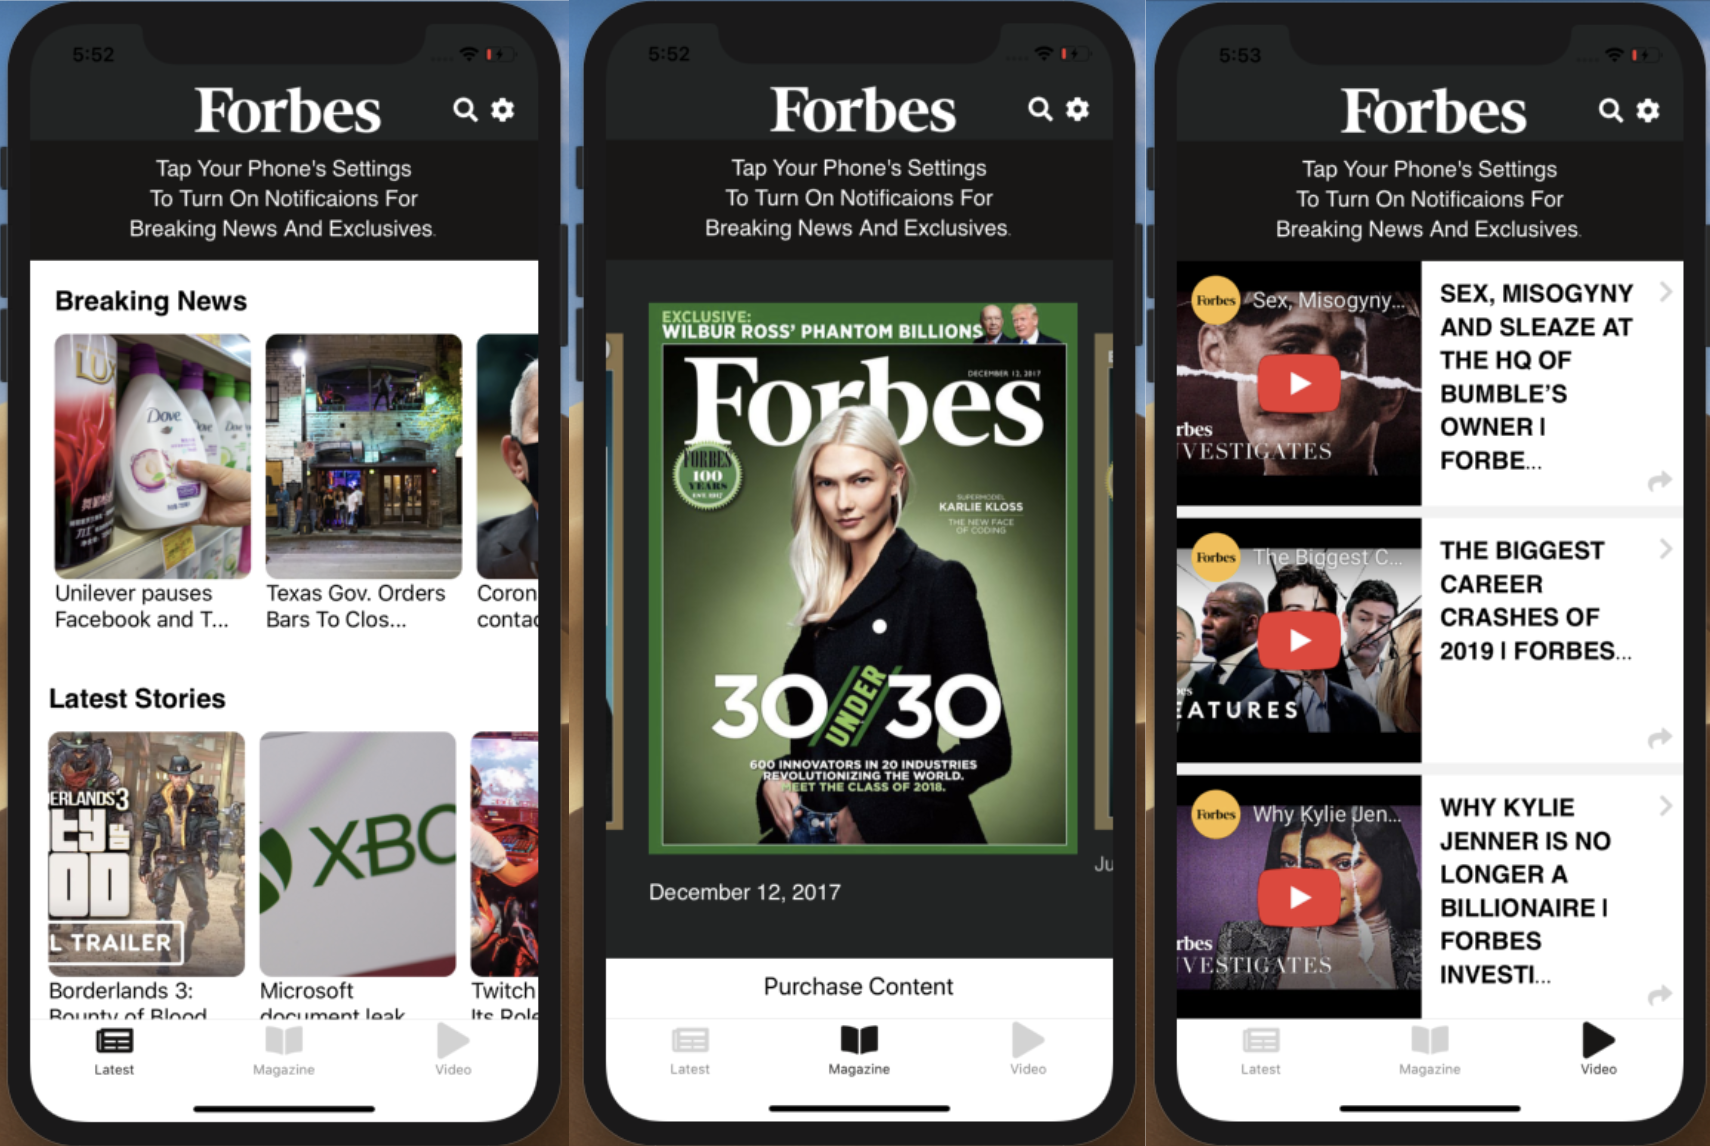 5:52
Forbes
Tap Your Phone's Settings
To Turn On Notificaions For
Breaking News And Exclusives.
Breaking News
LUX
Dove
Dove
Unilever pauses
Facebook and T...
Texas Gov. Orders
Bars To Clos...
Coron
contac
Latest Stories
ERLANDS3
L TRAILER
XBO
Borderlands 3:
Bounty of Blood
Microsoft
document leak
Twitch
Its Role
Latest
Magazine
Video
5:52
Forbes
Tap Your Phone's Settings
To Turn On Notificaions For
Breaking News And Exclusives.
EXCLUSIVE:
WILBUR ROSS' PHANTOM BILLIONS
DECEMBER 12, 2017
Forbes
FORBES
100
YEARS
EST. 1917
SUPERMODEL
KARLIE KLOSS
THE NEW FACE
OF CODING
30 UNDER 30
600 INNOVATORS IN 20 INDUSTRIES
REVOLUTIONIZING THE WORLD.
MEET THE CLASS OF 2018.
Ju
December 12, 2017
Purchase Content
Latest
Magazine
Video
5:53
Forbes
Tap Your Phone's Settings
To Turn On Notificaions For
Breaking News And Exclusives.
Forbes
Sex, Misogyny...
rbes
VESTIGATES
SEX, MISOGYNY
AND SLEAZE AT
THE HQ OF
BUMBLE'S
OWNER |
FORBE...
Forbes
The Biggest C...
bes
EATURES
THE BIGGEST
CAREER
CRASHES OF
2019 | FORBES...
Forbes
Why Kylie Jen...
rbes
VESTIGATES
WHY KYLIE
JENNER IS NO
LONGER A
BILLIONAIRE |
FORBES
INVESTI...
Latest
Magazine
Video